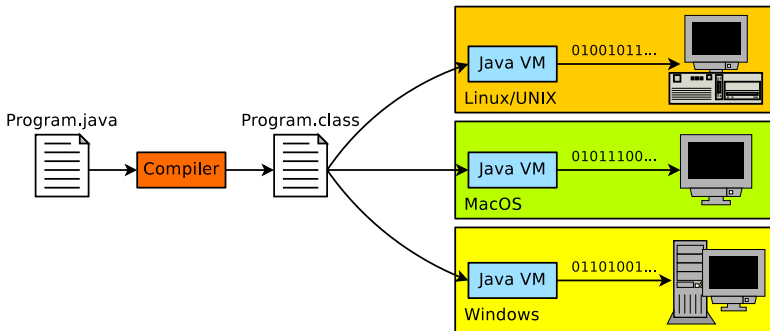 Program.java
Compiler
Program.class
Java VM
01001011...
Linux/UNIX
Java VM
01011100...
MacOS
Java VM
01101001...
Windows